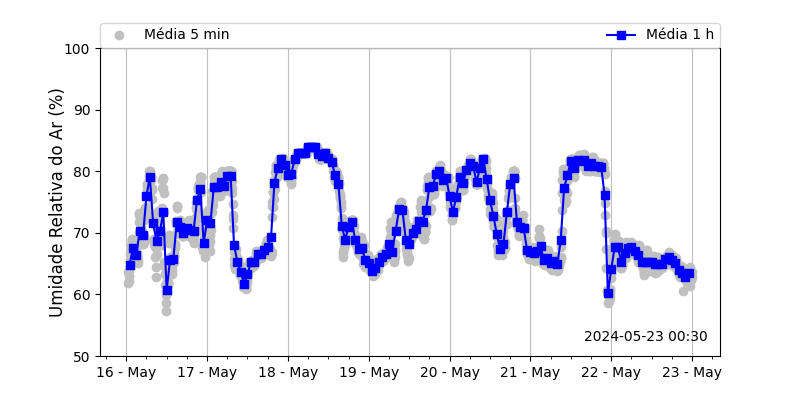 Média 5 min
Média 1 h
Umidade Relativa do Ar (%)
100
90
80
70
60
50
2024-05-23 00:30
16 - May
17 - May
18 - May
19 - May
20 - May
21 - May
22 - May
23 - May